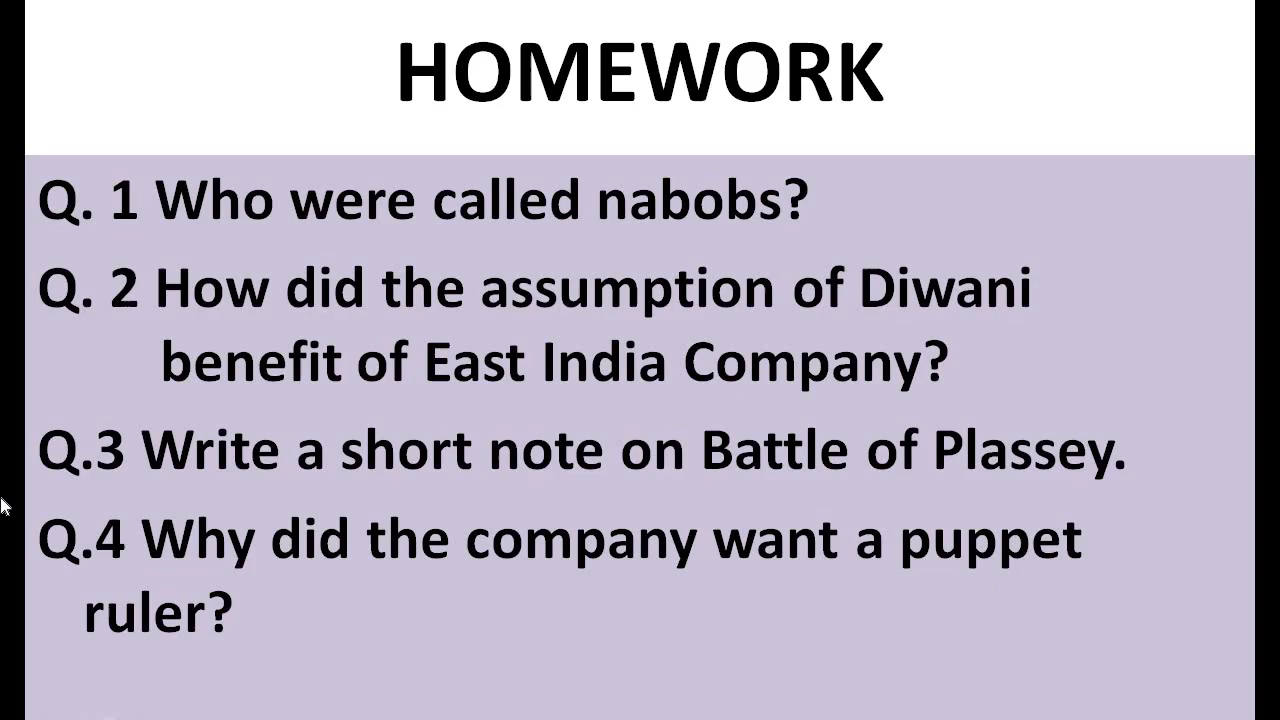 HOMEWORK
Q. 1 Who were called nabobs?
Q. 2 How did the assumption of Diwani
benefit of East India Company?
Q.3 Write a short note on Battle of Plassey.
Q.4 Why did the company want a puppet
ruler?